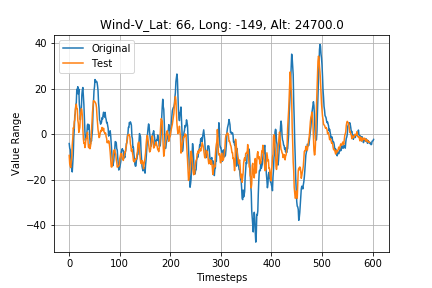 Wind-V_Lat: 66, Long: -149, Alt: 24700.0
Original
Test
Value Range
40
20
0
−20
−40
0 100 200 300 400 500 600
Timesteps